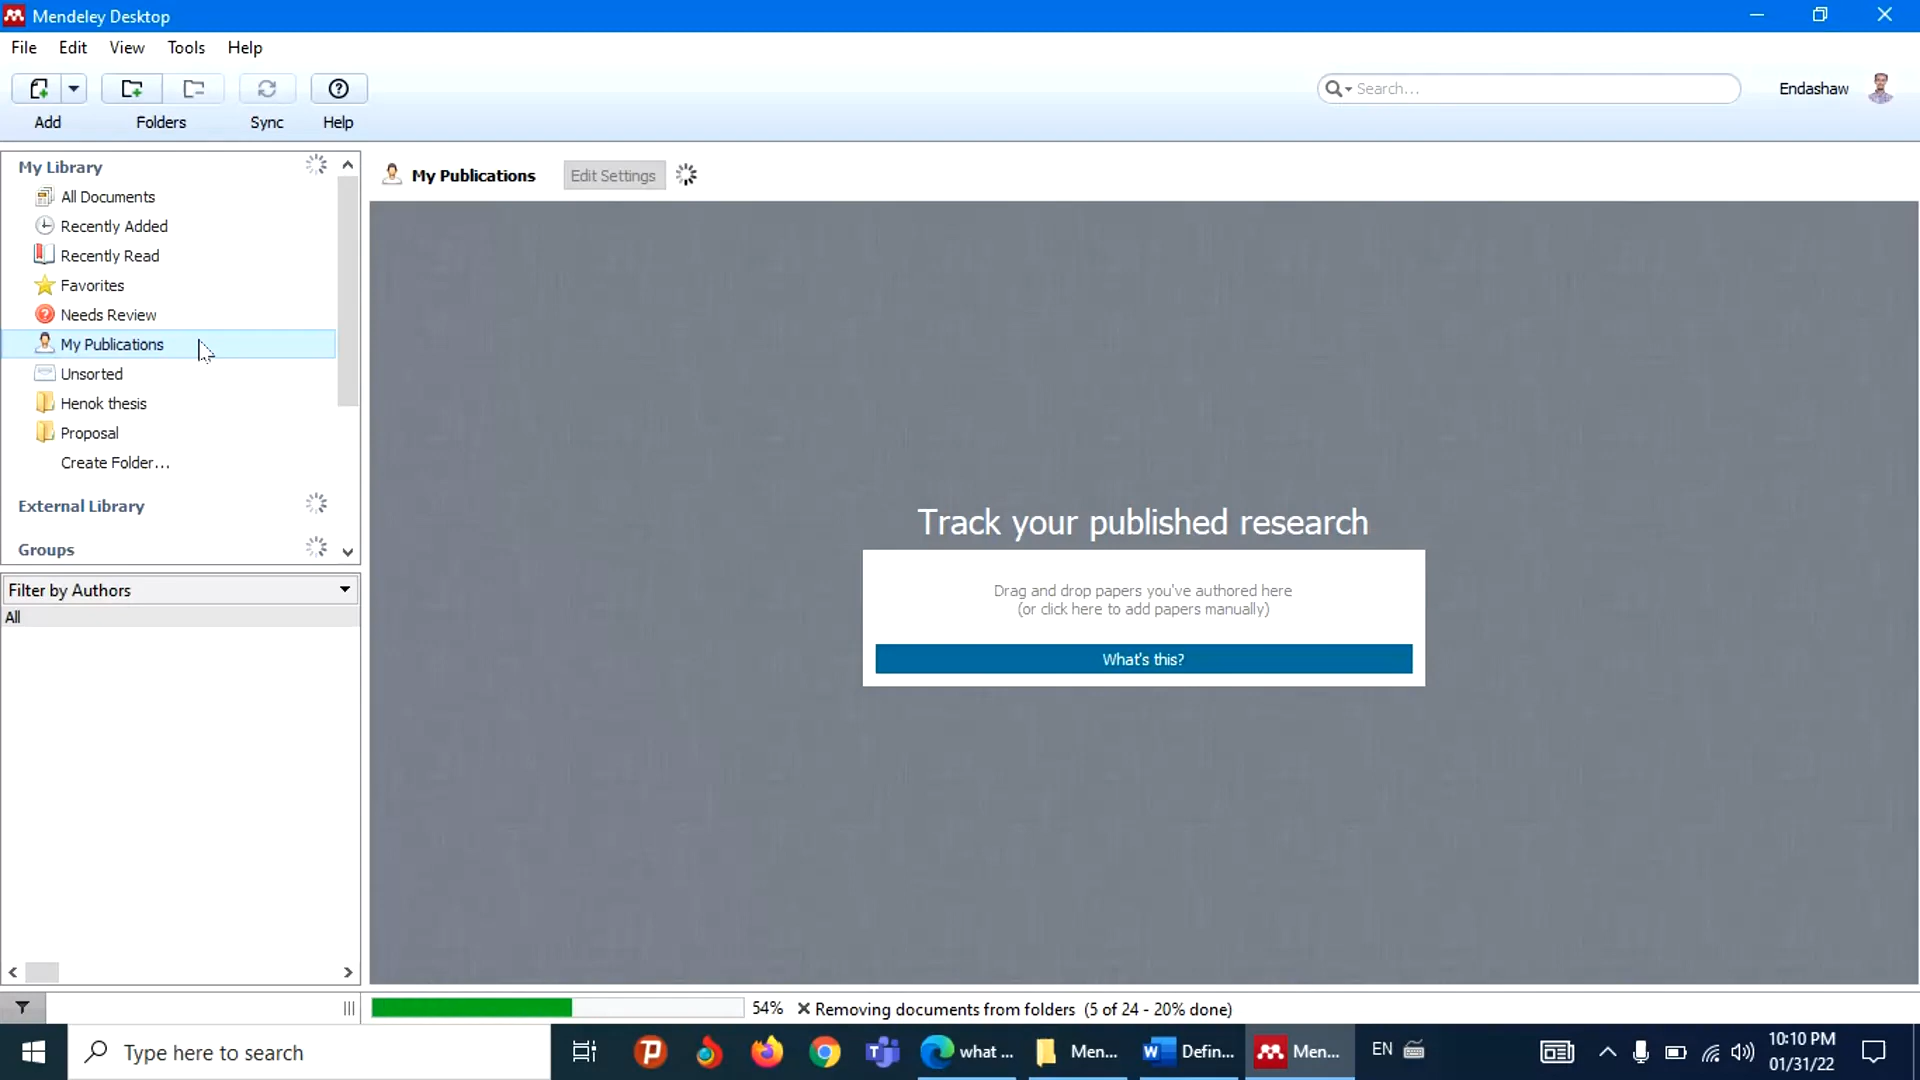 Mendeley Desktop
File Edit View Tools Help
Search...
Endashaw
Add Folders Sync Help
My Library
All Documents
Recently Added
Recently Read
Favorites
Needs Review
My Publications
Unsorted
Henok thesis
Proposal
Create Folder...
External Library
Groups
Filter by Authors
All
My Publications Edit Settings
Track your published research
Drag and drop papers you've authored here
(or click here to add papers manually)
What's this?
54% Removing documents from folders (5 of 24 - 20% done)
Type here to search
what ...
Men...
Defin...
Men...
EN
10:10 PM
01/31/22